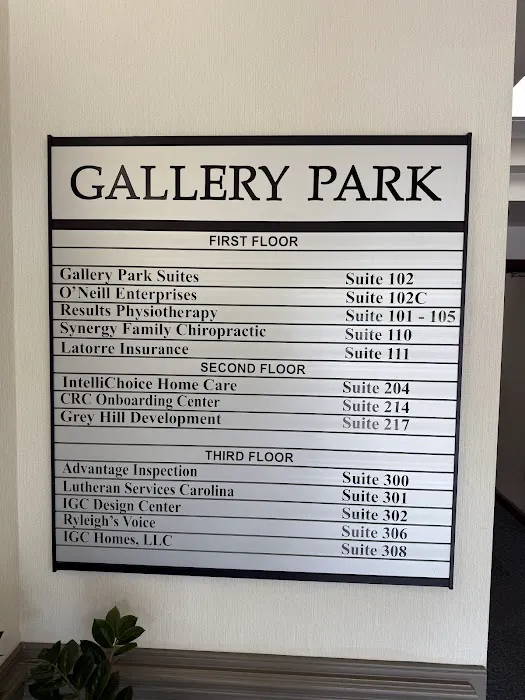 GALLERY PARK
FIRST FLOOR
Gallery Park Suites Suite 102
O'Neill Enterprises Suite 102C
Results Physiotherapy Suite 101 - 105
Synergy Family Chiropractic Suite 110
Latorre Insurance Suite 111
SECOND FLOOR
IntelliChoice Home Care Suite 204
CRC Onboarding Center Suite 214
Grey Hill Development Suite 217
THIRD FLOOR
Advantage Inspection Suite 300
Lutheran Services Carolina Suite 301
IGC Design Center Suite 302
Ryleigh's Voice Suite 306
IGC Homes, LLC Suite 308